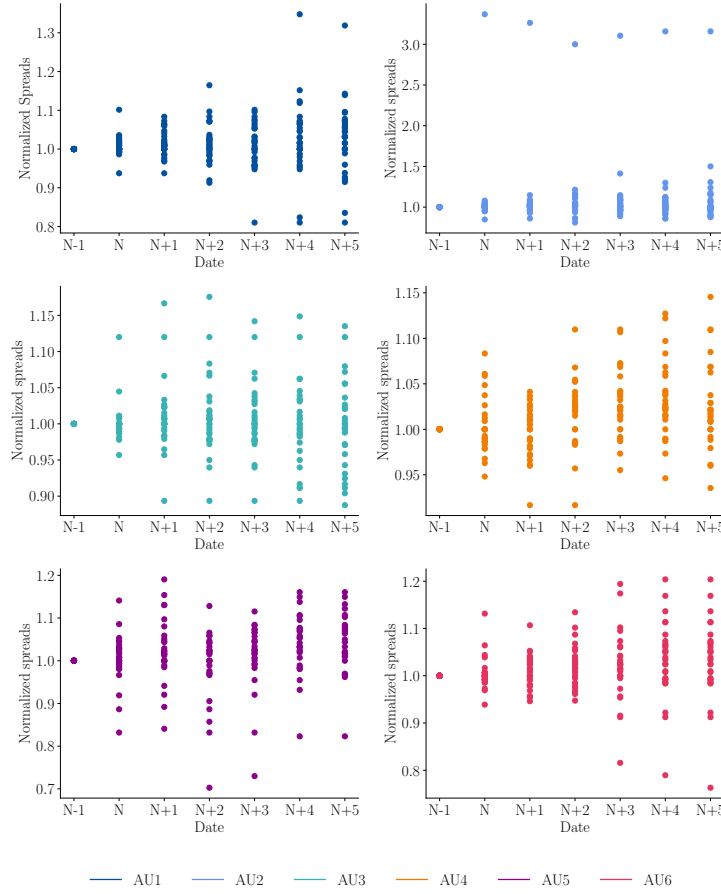 Normalized Spreads
1.3
1.2
1.1
1.0
0.9
0.8
N-1 N N+1 N+2 N+3 N+4 N+5
Date
Normalized spreads
3.0
2.5
1.5
1.0
N-1 N N+1 N+2 N+3 N+4 N+5
Date
Normalized spreads
1.15
1.10
1.05
1.00
0.95
0.90
N-1 N N+1 N+2 N+3 N+4 N+5
Date
Normalized spreads
1.15
1.10
1.05
1.00
0.95
N-1 N N+1 N+2 N+3 N+4 N+5
Date
Normalized spreads
1.2
1.1
1.0
0.9
0.8
0.7
N-1 N N+1 N+2 N+3 N+4 N+5
Date
Normalized spreads
1.2
1.1
1.0
0.9
0.8
N-1 N N+1 N+2 N+3 N+4 N+5
Date
AU1 AU2 AU3 AU4 AU5 AU6